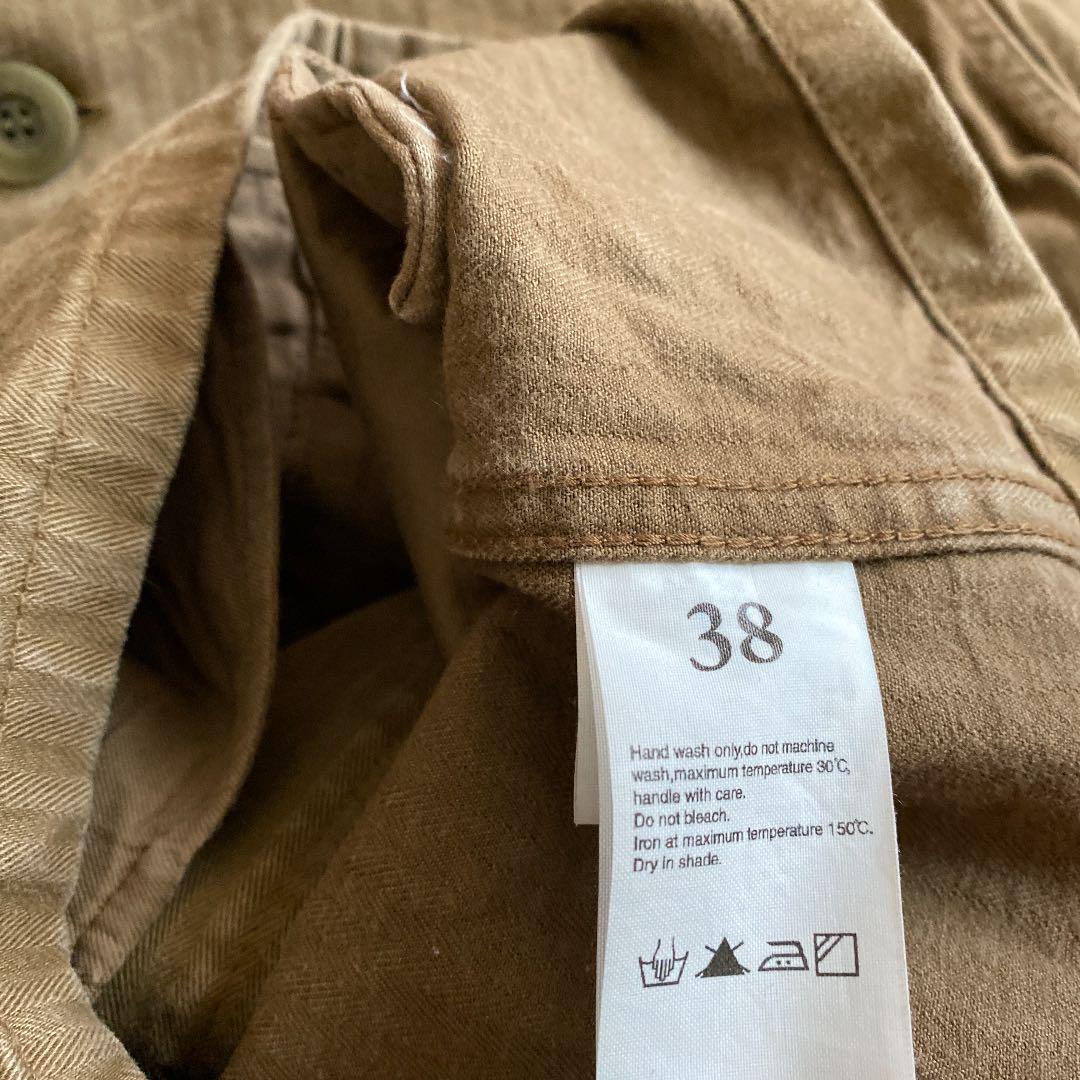 38
Hand wash only,do not machine
wash,maximum temperature 30℃,
handle with care.
Do not bleach.
Iron at maximum temperature 150℃.
Dry in shade.